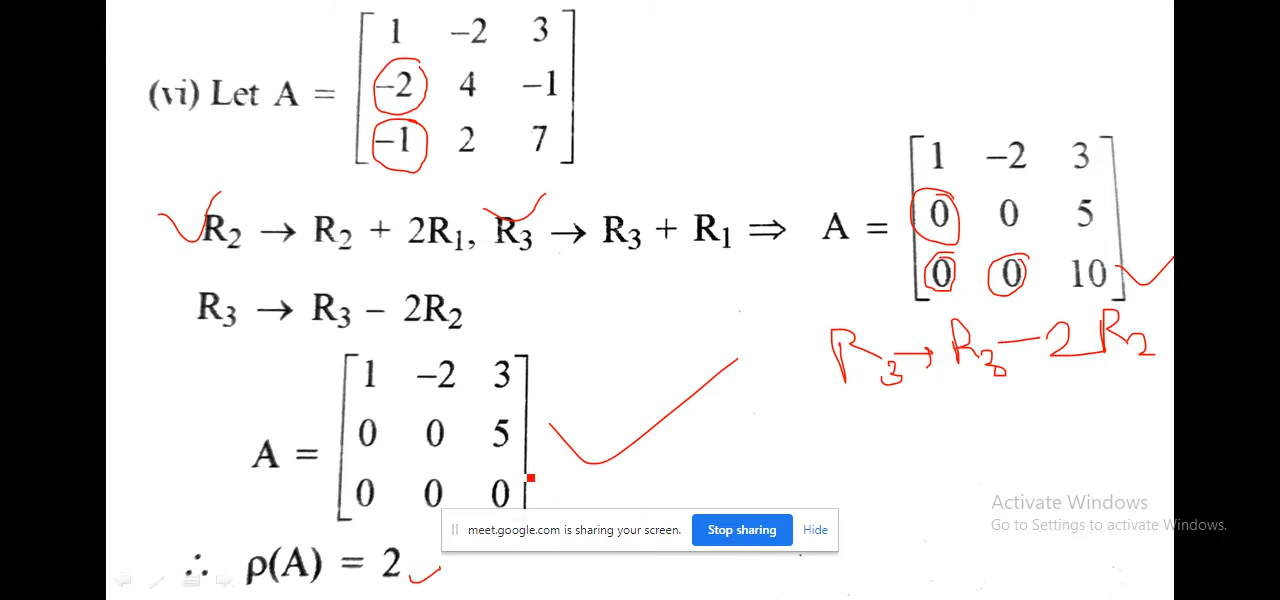 (vi) Let A = [ 1 −2 3
−2 4 −1
−1 2 7 ]
R₂ → R₂ + 2R₁, R₃ → R₃ + R₁ ⇒ A = [ 1 −2 3
0 0 5
0 0 10 ]
R₃ → R₃ − 2R₂
R₃ → R₃ − 2R₂
A = [ 1 −2 3
0 0 5
0 0 0 ]
∴ ρ(A) = 2
meet.google.com is sharing your screen. Stop sharing Hide
Activate Windows
Go to Settings to activate Windows.